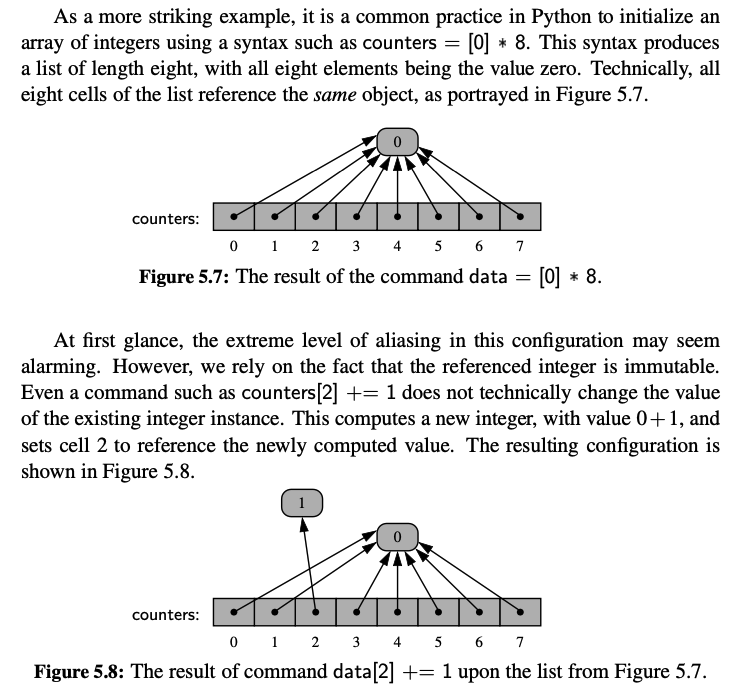 As a more striking example, it is a common practice in Python to initialize an
array of integers using a syntax such as counters = [0] * 8. This syntax produces
a list of length eight, with all eight elements being the value zero. Technically, all
eight cells of the list reference the same object, as portrayed in Figure 5.7.
0
counters:
0 1 2 3 4 5 6 7
Figure 5.7: The result of the command data = [0] * 8.
At first glance, the extreme level of aliasing in this configuration may seem
alarming. However, we rely on the fact that the referenced integer is immutable.
Even a command such as counters[2] += 1 does not technically change the value
of the existing integer instance. This computes a new integer, with value 0+1, and
sets cell 2 to reference the newly computed value. The resulting configuration is
shown in Figure 5.8.
1
0
counters:
0 1 2 3 4 5 6 7
Figure 5.8: The result of command data[2] += 1 upon the list from Figure 5.7.